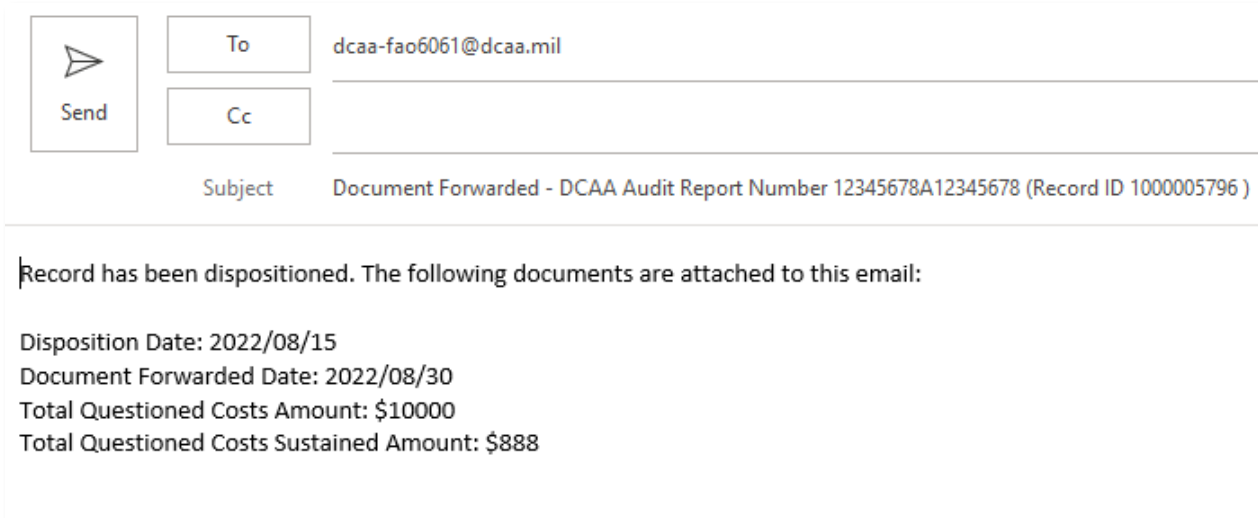 To dcaa-fao6061@dcaa.mil
Send
Cc
Subject Document Forwarded - DCAA Audit Report Number 12345678A12345678 (Record ID 1000005796 )
Record has been dispositioned. The following documents are attached to this email:
Disposition Date: 2022/08/15
Document Forwarded Date: 2022/08/30
Total Questioned Costs Amount: $10000
Total Questioned Costs Sustained Amount: $888